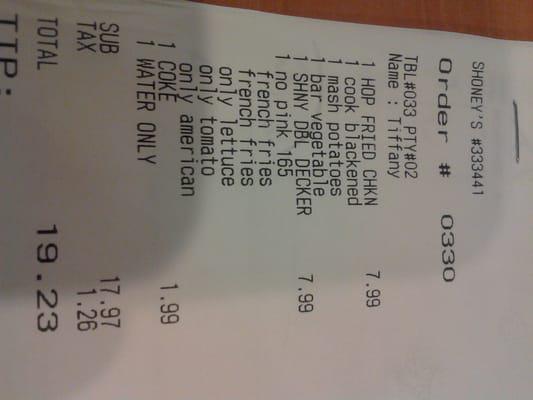 SHONEY'S #333441
Order # 0330
TBL#033 PTY#02
Name : Tiffany
1 HOP FRIED CHKN 7.99
1 cook blackened
1 mash potatoes
1 bar vegetable
1 SHNY DBL DECKER 7.99
1 no pink 165
french fries
french fries
only lettuce
only tomato
only american
1 COKE 1.99
1 WATER ONLY
SUB 17.97
TAX 1.26
TOTAL 19.23
TIP: